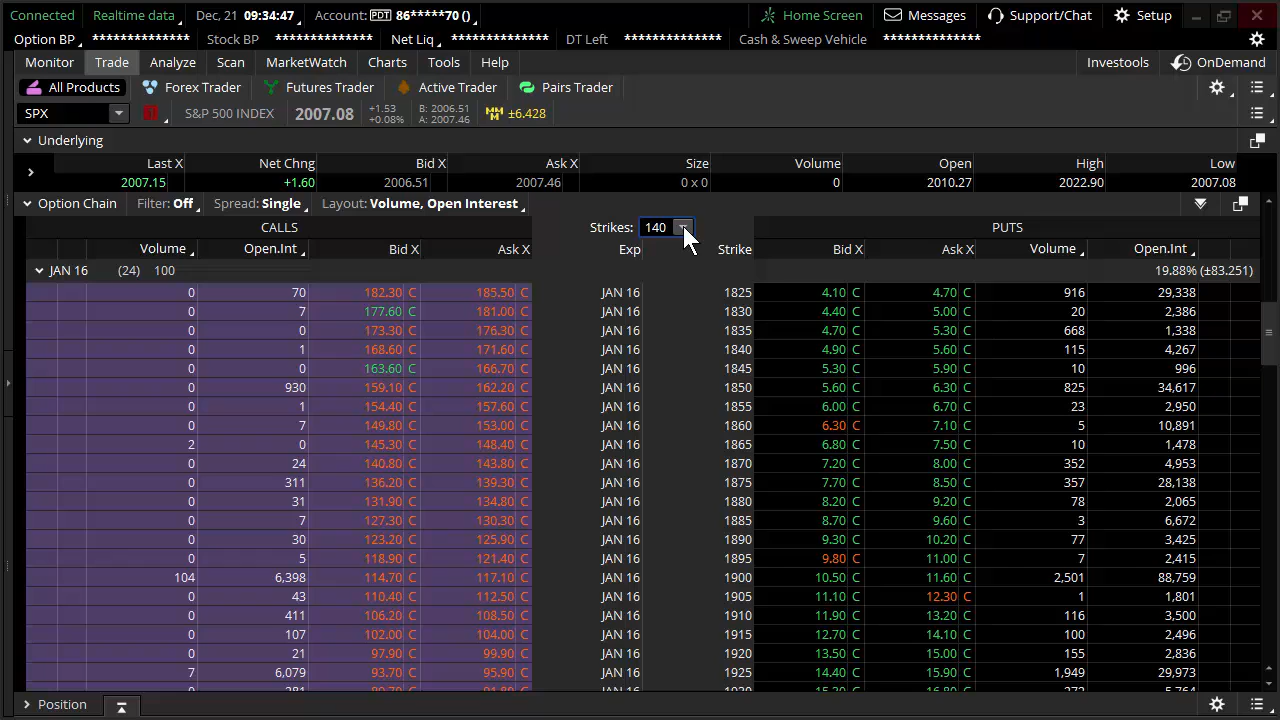 Connected Realtime data Dec, 21 09:34:47 Account: PDT 86*****70 () Home Screen Messages Support/Chat Setup
Option BP ************** Stock BP ************** Net Liq ************** DT Left ************** Cash & Sweep Vehicle **************
Monitor Trade Analyze Scan MarketWatch Charts Tools Help Investools OnDemand
All Products Forex Trader Futures Trader Active Trader Pairs Trader
SPX S&P 500 INDEX 2007.08 +1.53 +0.08% B: 2006.51 A: 2007.46 ±6.428
Underlying
Last X Net Chng Bid X Ask X Size Volume Open High Low
2007.15 +1.60 2006.51 2007.46 0 x 0 0 2010.27 2022.90 2007.08
Option Chain Filter: Off Spread: Single Layout: Volume, Open Interest
CALLS Strikes: 140 PUTS
Volume Open.Int Bid X Ask X Exp Strike Bid X Ask X Volume Open.Int
JAN 16 (24) 100 19.88% (±83.251)
0 70 182.30 C 185.50 C JAN 16 1825 4.10 C 4.70 C 916 29,338
0 7 177.60 C 181.00 C JAN 16 1830 4.40 C 5.00 C 20 2,386
0 0 173.30 C 176.30 C JAN 16 1835 4.70 C 5.30 C 668 1,338
0 1 168.60 C 171.60 C JAN 16 1840 4.90 C 5.60 C 115 4,267
0 0 163.60 C 166.70 C JAN 16 1845 5.30 C 5.90 C 10 996
0 930 159.10 C 162.20 C JAN 16 1850 5.60 C 6.30 C 825 34,617
0 1 154.40 C 157.60 C JAN 16 1855 6.00 C 6.70 C 23 2,950
0 7 149.80 C 153.00 C JAN 16 1860 6.30 C 7.10 C 5 10,891
2 0 145.30 C 148.40 C JAN 16 1865 6.80 C 7.50 C 10 1,478
0 24 140.80 C 143.80 C JAN 16 1870 7.20 C 8.00 C 352 4,953
0 311 136.20 C 139.30 C JAN 16 1875 7.70 C 8.50 C 357 28,138
0 31 131.90 C 134.80 C JAN 16 1880 8.20 C 9.20 C 78 2,065
0 7 127.30 C 130.30 C JAN 16 1885 8.70 C 9.60 C 3 6,672
0 30 123.20 C 125.90 C JAN 16 1890 9.30 C 10.20 C 77 3,425
0 5 118.90 C 121.40 C JAN 16 1895 9.80 C 11.00 C 7 2,415
104 6,398 114.70 C 117.10 C JAN 16 1900 10.50 C 11.60 C 2,501 88,759
0 43 110.40 C 112.50 C JAN 16 1905 11.10 C 12.30 C 1 1,801
0 411 106.20 C 108.50 C JAN 16 1910 11.90 C 13.20 C 116 3,500
0 107 102.00 C 104.00 C JAN 16 1915 12.70 C 14.10 C 100 2,496
0 21 97.90 C 99.90 C JAN 16 1920 13.50 C 15.00 C 155 2,836
7 6,079 93.70 C 95.90 C JAN 16 1925 14.40 C 15.90 C 1,949 29,973
Position